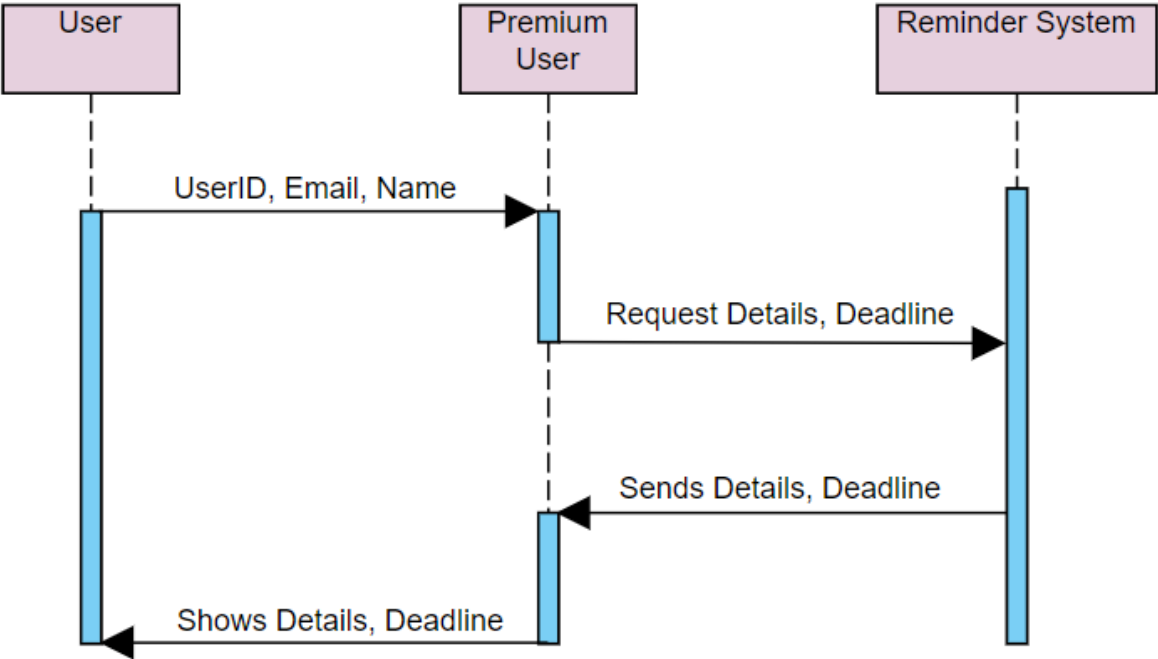 User
Premium
User
Reminder System
UserID, Email, Name
Request Details, Deadline
Sends Details, Deadline
Shows Details, Deadline